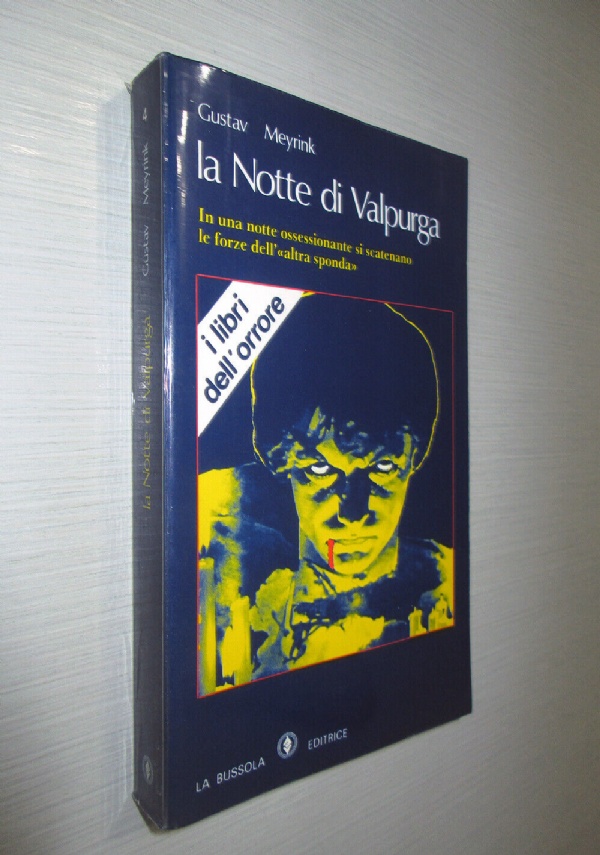 Gustav Meyrink
la Notte di Valpurga
In una notte ossessionante si scatenano
le forze dell'«altra sponda»
i libri
dell'orrore
LA BUSSOLA EDITRICE
la Notte di Valpurga Gustav Meyrink 4